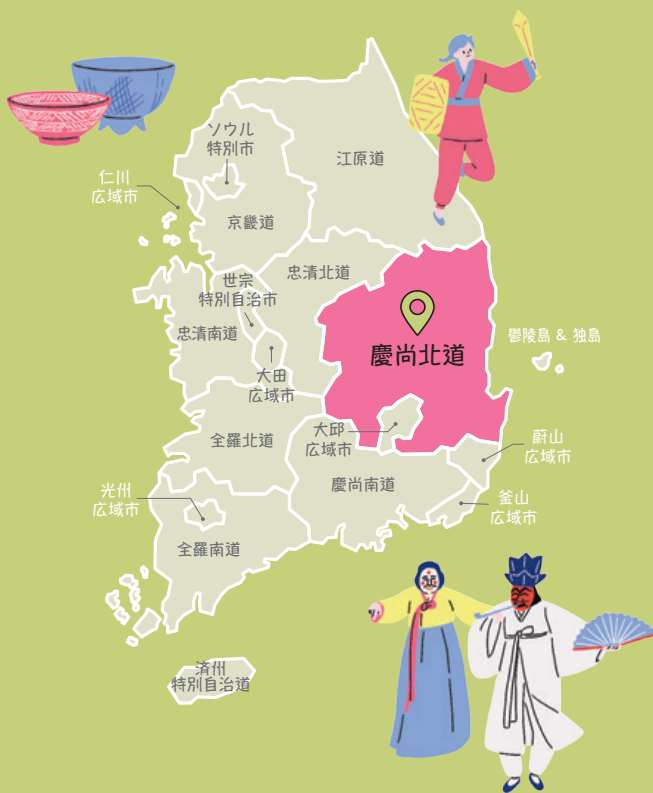 ソウル
特別市
江原道
仁川
広域市
京畿道
忠清北道
世宗
特別自治市
忠清南道
鬱陵島 & 独島
慶尚北道
大田
広域市
大邱
広域市
全羅北道
蔚山
広域市
慶尚南道
光州
広域市
釜山
広域市
全羅南道
済州
特別自治道